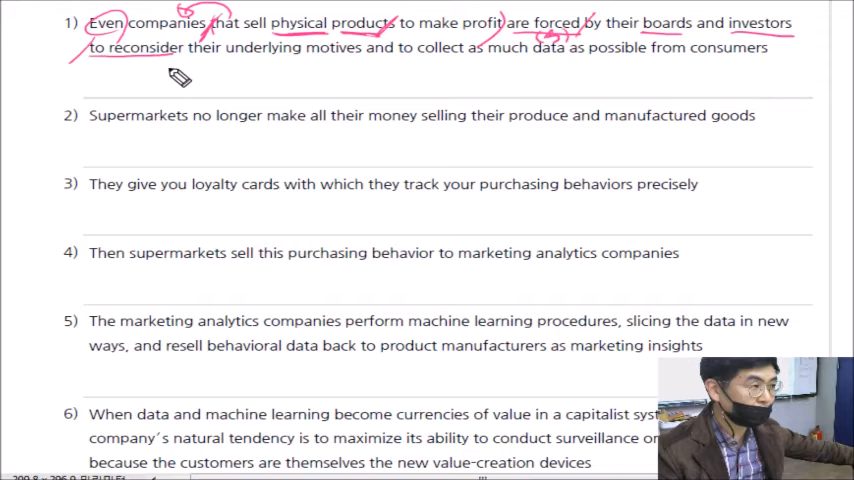 1) Even companies that sell physical products to make profit are forced by their boards and investors
to reconsider their underlying motives and to collect as much data as possible from consumers
2) Supermarkets no longer make all their money selling their produce and manufactured goods
3) They give you loyalty cards with which they track your purchasing behaviors precisely
4) Then supermarkets sell this purchasing behavior to marketing analytics companies
5) The marketing analytics companies perform machine learning procedures, slicing the data in new
ways, and resell behavioral data back to product manufacturers as marketing insights
6) When data and machine learning become currencies of value in a capitalist syst
company´s natural tendency is to maximize its ability to conduct surveillance on
because the customers are themselves the new value-creation devices